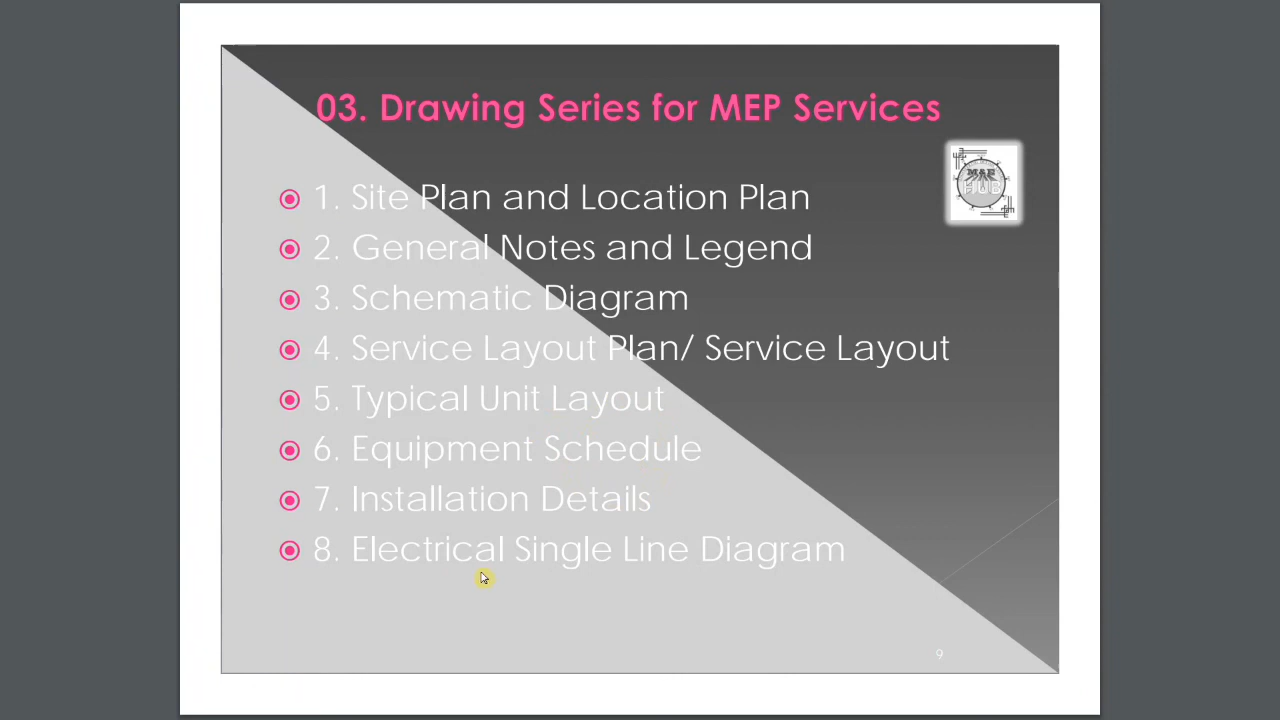 03. Drawing Series for MEP Services
1. Site Plan and Location Plan
2. General Notes and Legend
3. Schematic Diagram
4. Service Layout Plan/ Service Layout
5. Typical Unit Layout
6. Equipment Schedule
7. Installation Details
8. Electrical Single Line Diagram
HUB
9